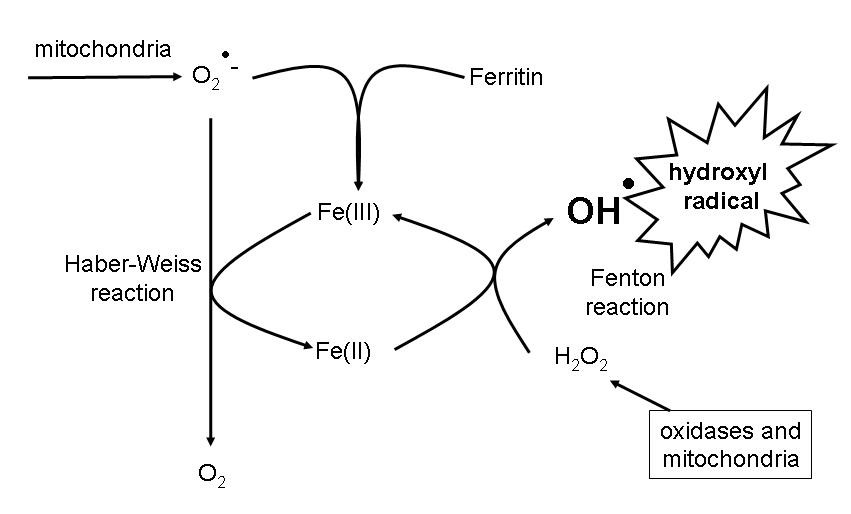 mitochondria
O₂•-
Ferritin
hydroxyl
radical
Fe(III)
OH•
Haber-Weiss
reaction
Fenton
reaction
Fe(II)
H₂O₂
oxidases and
mitochondria
O₂